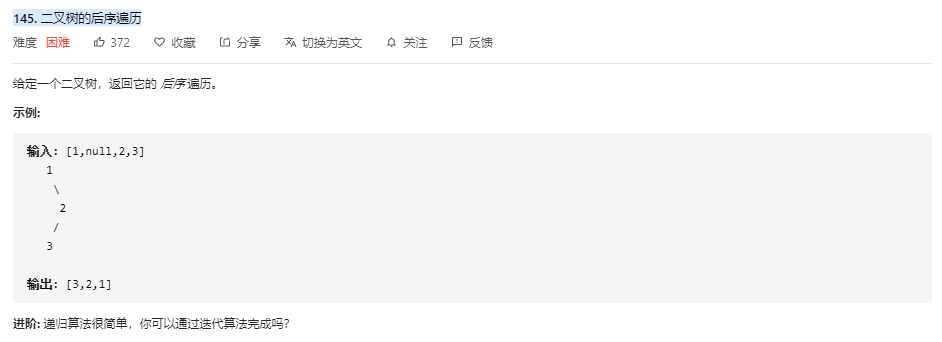 145. 二叉树的后序遍历
难度 困难 372 收藏 分享 切换为英文 关注 反馈
给定一个二叉树，返回它的 后序 遍历。
示例:
输入: [1,null,2,3]
1
\
2
/
3
输出: [3,2,1]
进阶: 递归算法很简单，你可以通过迭代算法完成吗？